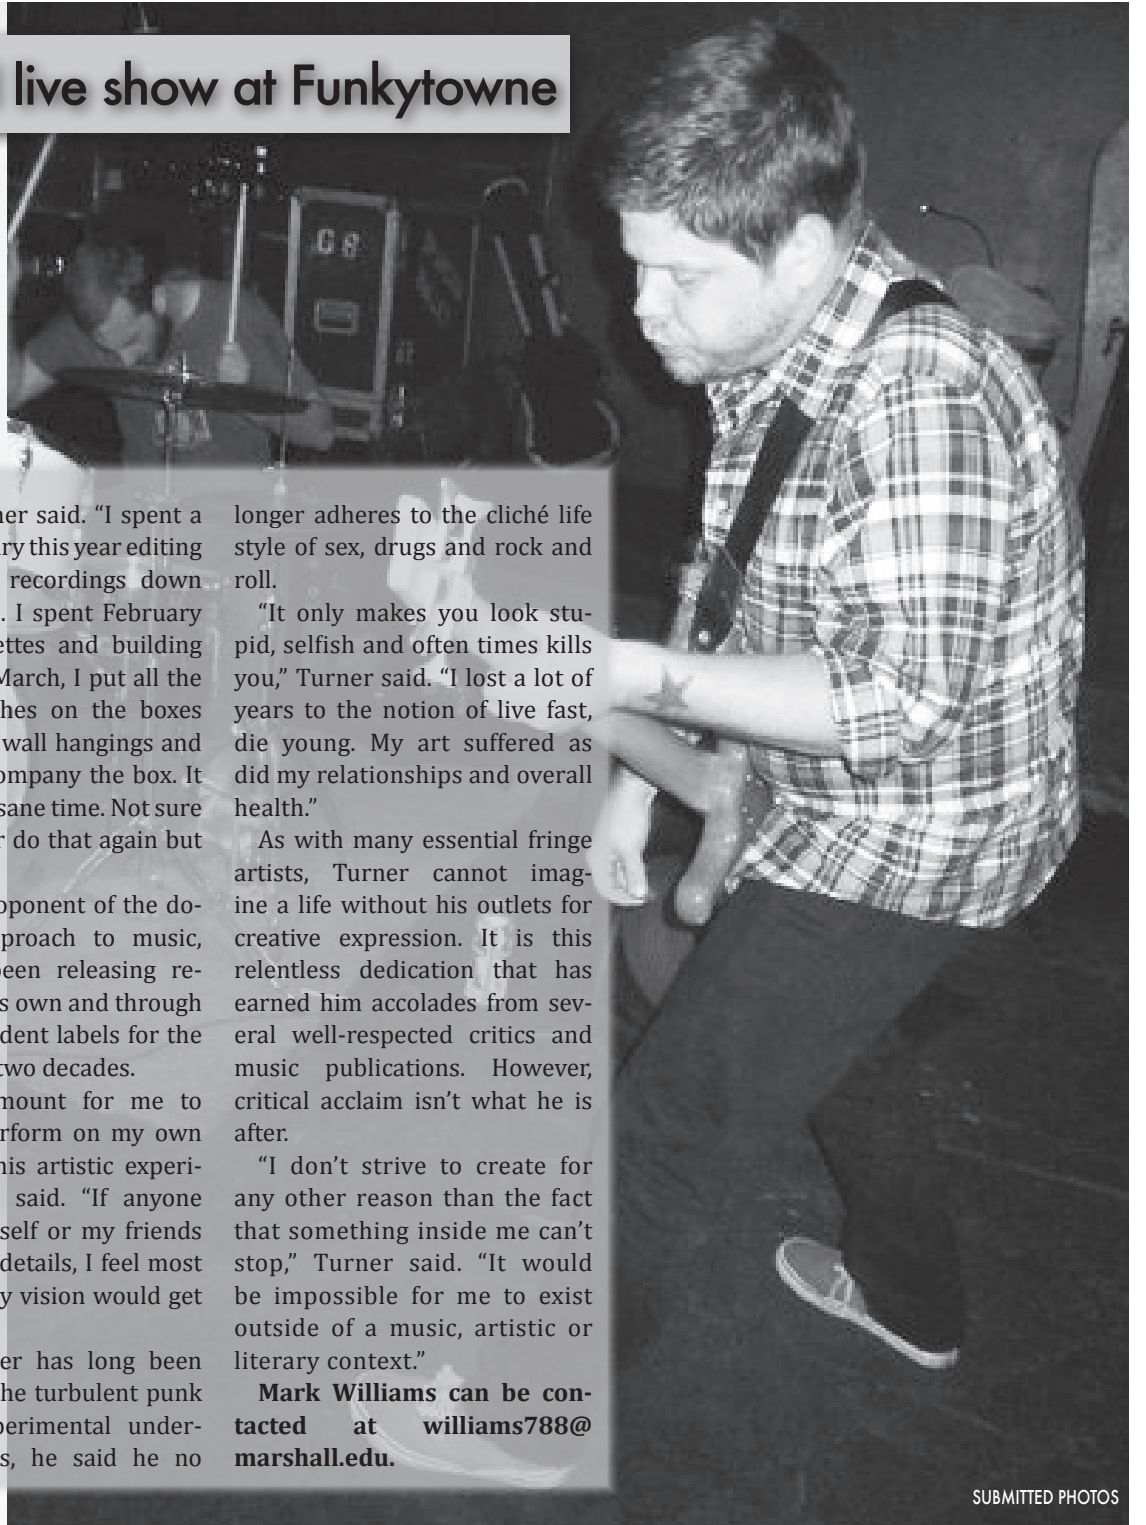 live show at Funkytowne
G8
ner said. “I spent a
ry this year editing
recordings down
. I spent February
ettes and building
March, I put all the
hes on the boxes
wall hangings and
ompany the box. It
sane time. Not sure
r do that again but
oponent of the do-
proach to music,
been releasing re-
s own and through
dent labels for the
two decades.
mount for me to
rform on my own
his artistic experi-
said. “If anyone
self or my friends
details, I feel most
y vision would get
er has long been
he turbulent punk
perimental under-
s, he said he no
longer adheres to the cliché life
style of sex, drugs and rock and
roll.
“It only makes you look stu-
pid, selfish and often times kills
you,” Turner said. “I lost a lot of
years to the notion of live fast,
die young. My art suffered as
did my relationships and overall
health.”
As with many essential fringe
artists, Turner cannot imag-
ine a life without his outlets for
creative expression. It is this
relentless dedication that has
earned him accolades from sev-
eral well-respected critics and
music publications. However,
critical acclaim isn’t what he is
after.
“I don’t strive to create for
any other reason than the fact
that something inside me can’t
stop,” Turner said. “It would
be impossible for me to exist
outside of a music, artistic or
literary context.”
Mark Williams can be con-
tacted at williams788@
marshall.edu.
SUBMITTED PHOTOS